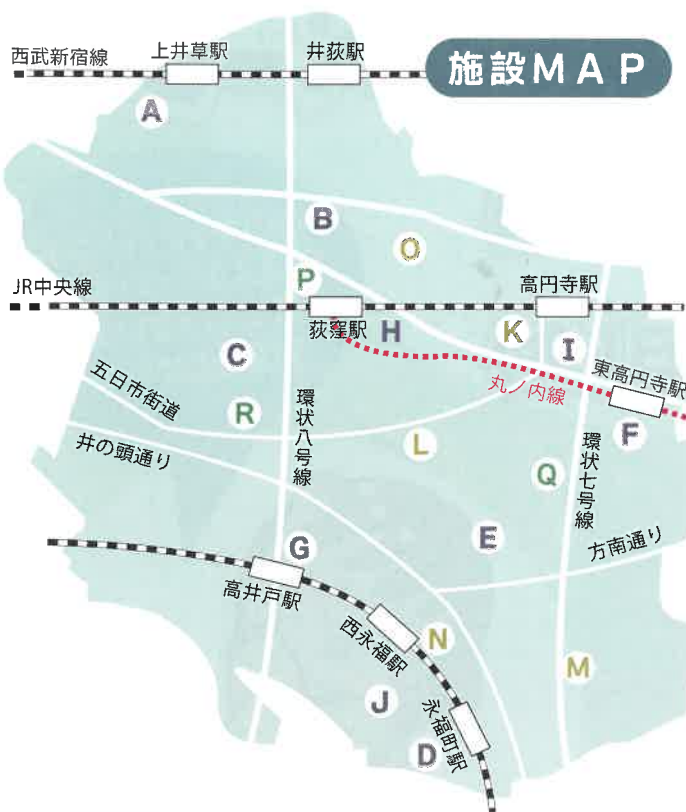 上井草駅
井荻駅
西武新宿線
施設MAP
A
B
O
P
JR中央線
高円寺駅
荻窪駅
H
K
I
C
東高円寺駅
丸ノ内線
五日市街道
R
環状八号線
F
井の頭通り
L
Q
環状七号線
E
方南通り
G
高井戸駅
西永福駅
N
M
J
永福町駅
D